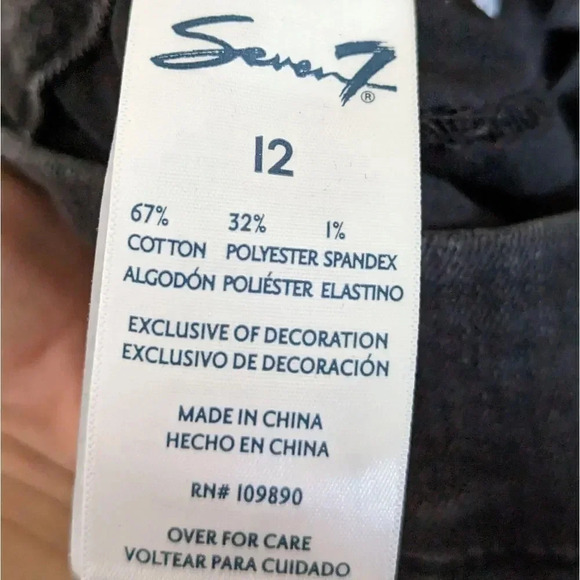 Seven7®
12
67% 32% 1%
COTTON POLYESTER SPANDEX
ALGODÓN POLIÉSTER ELASTINO
EXCLUSIVE OF DECORATION
EXCLUSIVO DE DECORACIÓN
MADE IN CHINA
HECHO EN CHINA
RN# 109890
OVER FOR CARE
VOLTEAR PARA CUIDADO